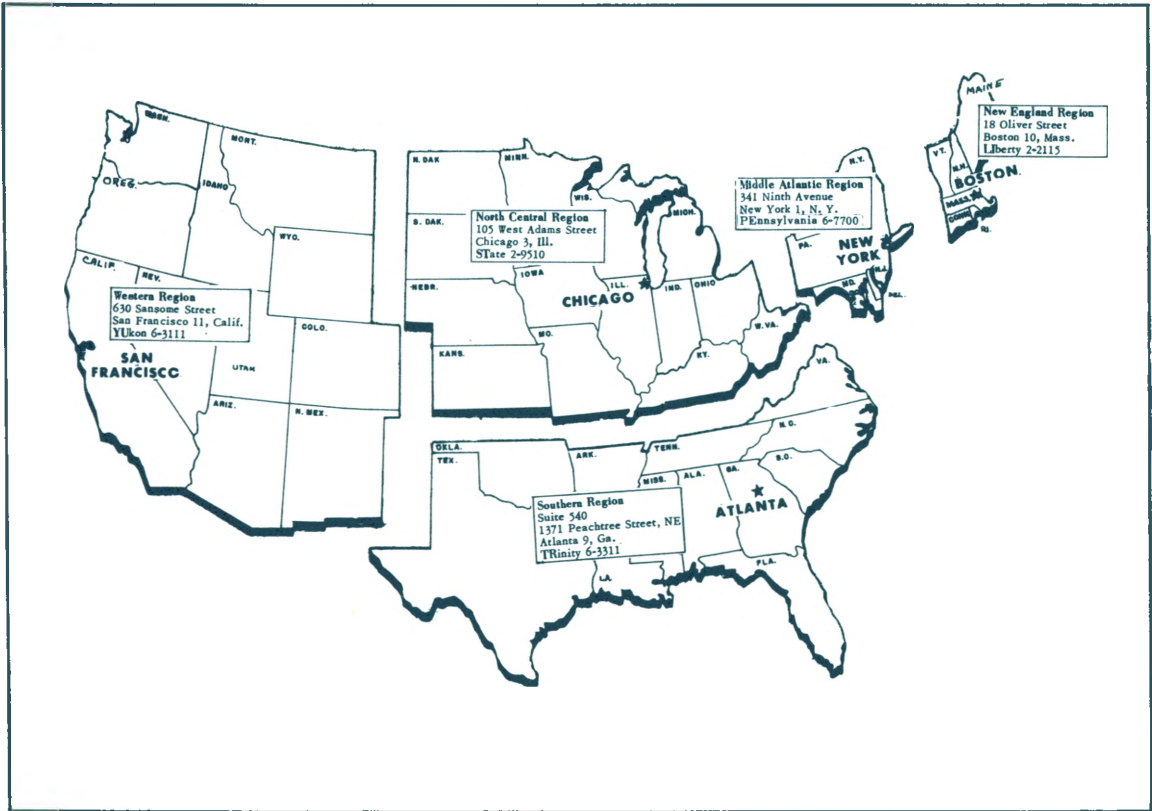 MAINE
New England Region
18 Oliver Street
Boston 10, Mass.
LIberty 2-2115
VT.
N.H.
BOSTON
MASS.
CONN.
RI.
N.Y.
Middle Atlantic Region
341 Ninth Avenue
New York 1, N. Y.
PEnnsylvania 6-7700
PA.
NEW
YORK
N.J.
MD.
DEL.
WASH.
MONT.
OREG.
IDAHO
WYO.
CALIF.
NEV.
Western Region
630 Sansome Street
San Francisco 11, Calif.
YUkon 6-3111
SAN
FRANCISCO
UTAH
COLO.
ARIZ.
N. MEX.
N. DAK
MINN.
WIS.
MICH.
S. DAK.
North Central Region
105 West Adams Street
Chicago 3, Ill.
STate 2-9510
NEBR.
IOWA
ILL.
IND.
OHIO
CHICAGO
W. VA.
KANS.
MO.
KY.
VA.
OKLA.
TEX.
ARK.
TENN.
N.C.
S.C.
MISS.
ALA.
GA.
Southern Region
Suite 540
1371 Peachtree Street, NE
Atlanta 9, Ga.
TRinity 6-3311
ATLANTA
LA.
FLA.